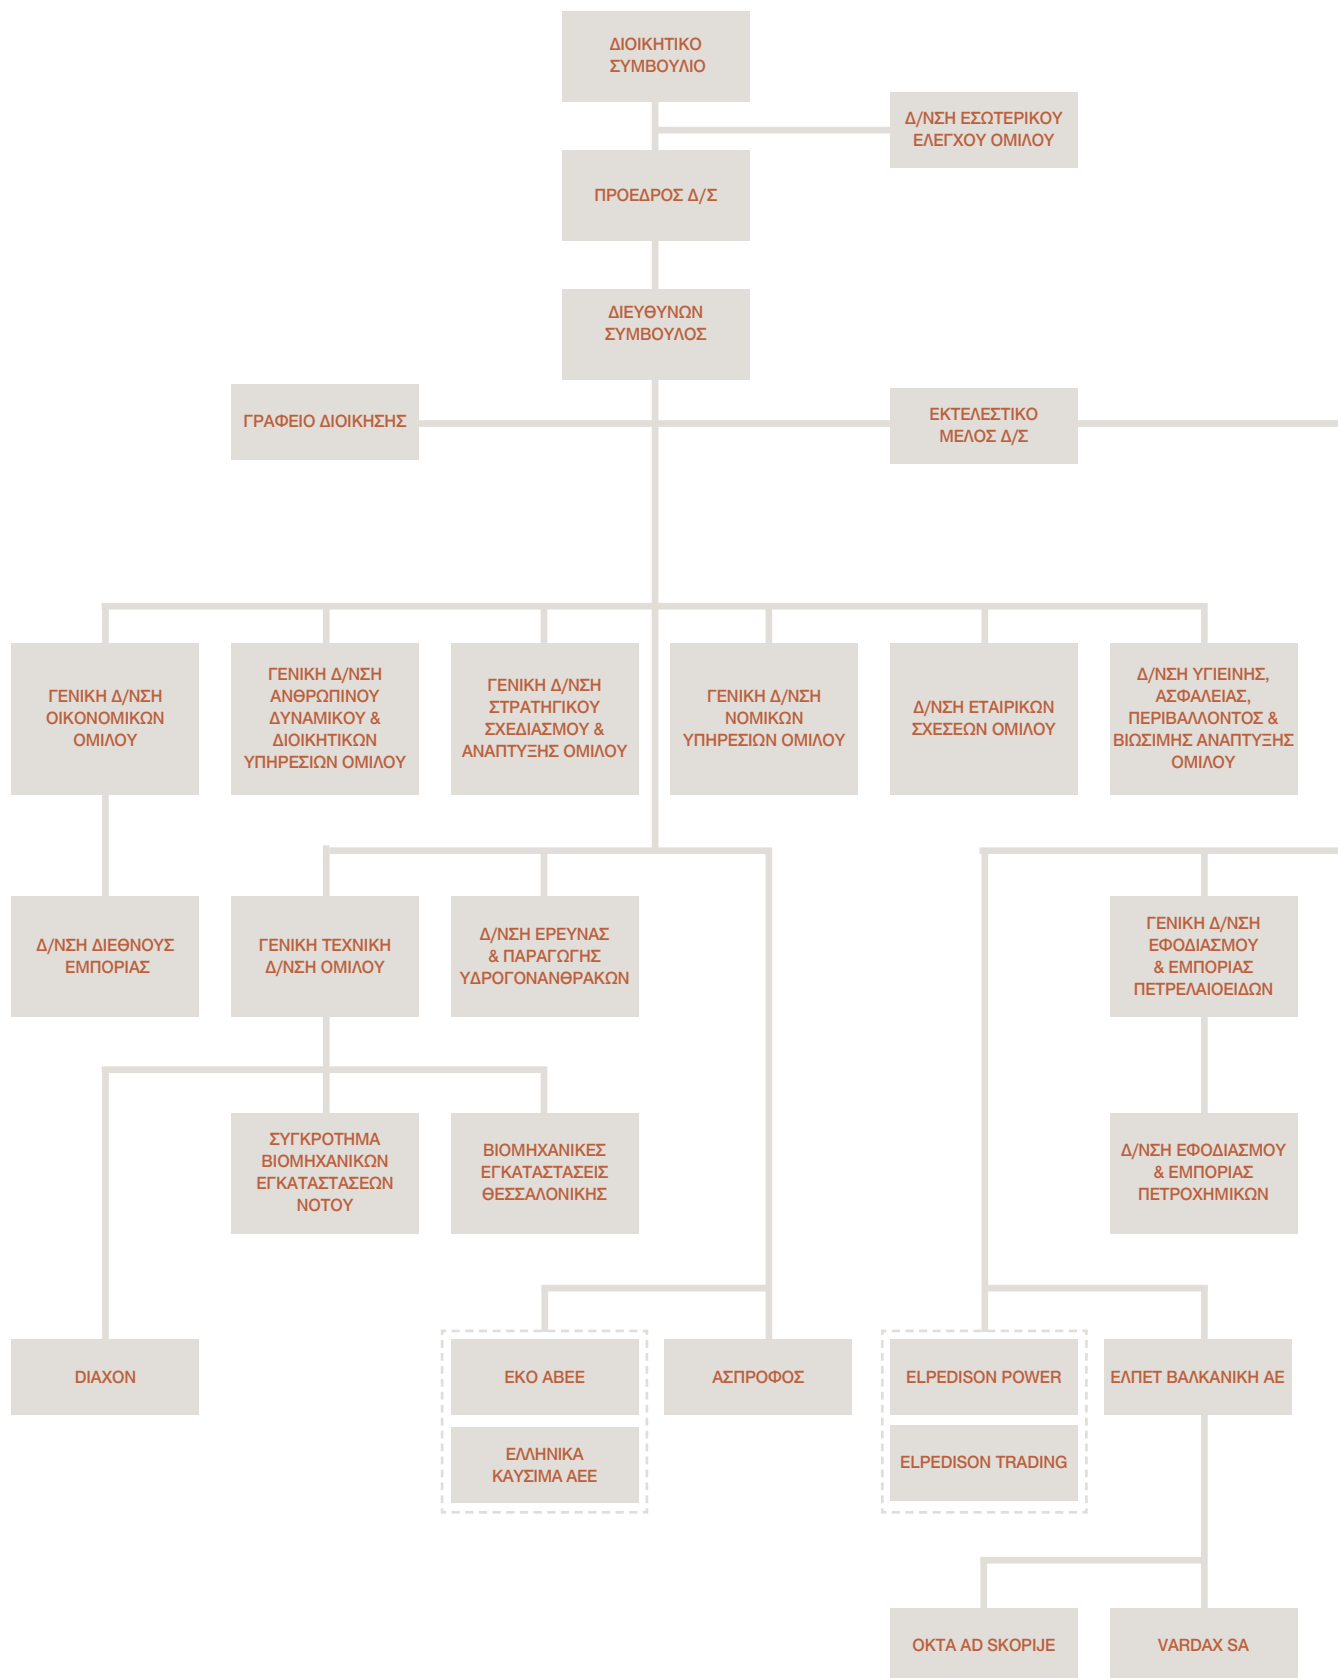 ΔΙΟΙΚΗΤΙΚΟ
ΣΥΜΒΟΥΛΙΟ
Δ/ΝΣΗ ΕΣΩΤΕΡΙΚΟΥ
ΕΛΕΓΧΟΥ ΟΜΙΛΟΥ
ΠΡΟΕΔΡΟΣ Δ/Σ
ΔΙΕΥΘΥΝΩΝ
ΣΥΜΒΟΥΛΟΣ
ΓΡΑΦΕΙΟ ΔΙΟΙΚΗΣΗΣ
ΕΚΤΕΛΕΣΤΙΚΟ
ΜΕΛΟΣ Δ/Σ
ΓΕΝΙΚΗ Δ/ΝΣΗ
ΟΙΚΟΝΟΜΙΚΩΝ
ΟΜΙΛΟΥ
ΓΕΝΙΚΗ Δ/ΝΣΗ
ΑΝΘΡΩΠΙΝΟΥ
ΔΥΝΑΜΙΚΟΥ &
ΔΙΟΙΚΗΤΙΚΩΝ
ΥΠΗΡΕΣΙΩΝ ΟΜΙΛΟΥ
ΓΕΝΙΚΗ Δ/ΝΣΗ
ΣΤΡΑΤΗΓΙΚΟΥ
ΣΧΕΔΙΑΣΜΟΥ &
ΑΝΑΠΤΥΞΗΣ ΟΜΙΛΟΥ
ΓΕΝΙΚΗ Δ/ΝΣΗ
ΝΟΜΙΚΩΝ
ΥΠΗΡΕΣΙΩΝ ΟΜΙΛΟΥ
Δ/ΝΣΗ ΕΤΑΙΡΙΚΩΝ
ΣΧΕΣΕΩΝ ΟΜΙΛΟΥ
Δ/ΝΣΗ ΥΓΙΕΙΝΗΣ,
ΑΣΦΑΛΕΙΑΣ,
ΠΕΡΙΒΑΛΛΟΝΤΟΣ &
ΒΙΩΣΙΜΗΣ ΑΝΑΠΤΥΞΗΣ
ΟΜΙΛΟΥ
Δ/ΝΣΗ ΔΙΕΘΝΟΥΣ
ΕΜΠΟΡΙΑΣ
ΓΕΝΙΚΗ ΤΕΧΝΙΚΗ
Δ/ΝΣΗ ΟΜΙΛΟΥ
Δ/ΝΣΗ ΕΡΕΥΝΑΣ
& ΠΑΡΑΓΩΓΗΣ
ΥΔΡΟΓΟΝΑΝΘΡΑΚΩΝ
ΓΕΝΙΚΗ Δ/ΝΣΗ
ΕΦΟΔΙΑΣΜΟΥ
& ΕΜΠΟΡΙΑΣ
ΠΕΤΡΕΛΑΙΟΕΙΔΩΝ
ΣΥΓΚΡΟΤΗΜΑ
ΒΙΟΜΗΧΑΝΙΚΩΝ
ΕΓΚΑΤΑΣΤΑΣΕΩΝ
ΝΟΤΟΥ
ΒΙΟΜΗΧΑΝΙΚΕΣ
ΕΓΚΑΤΑΣΤΑΣΕΙΣ
ΘΕΣΣΑΛΟΝΙΚΗΣ
Δ/ΝΣΗ ΕΦΟΔΙΑΣΜΟΥ
& ΕΜΠΟΡΙΑΣ
ΠΕΤΡΟΧΗΜΙΚΩΝ
DIAXON
ΕΚΟ ΑΒΕΕ
ΕΛΛΗΝΙΚΑ
ΚΑΥΣΙΜΑ ΑΕΕ
ΑΣΠΡΟΦΟΣ
ELPEDISON POWER
ELPEDISON TRADING
ΕΛΠΕΤ ΒΑΛΚΑΝΙΚΗ ΑΕ
OKTA AD SKOPIJE
VARDAX SA